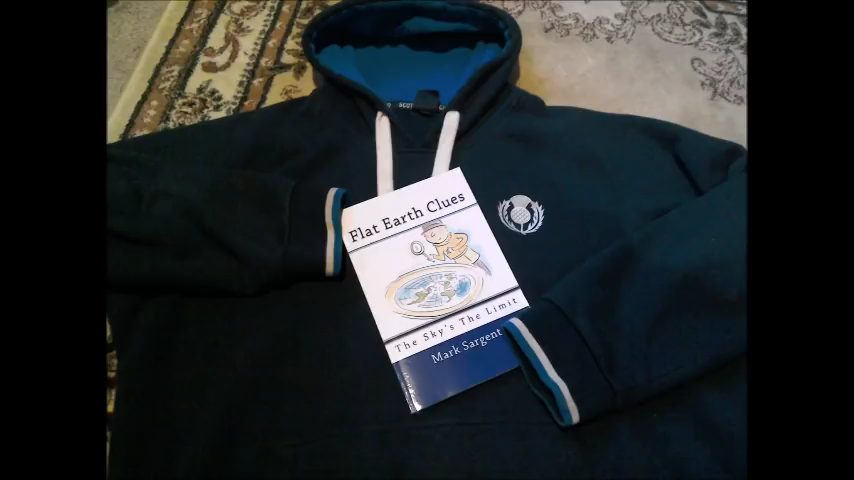 Flat Earth Clues
The Sky's The Limit
Mark Sargent